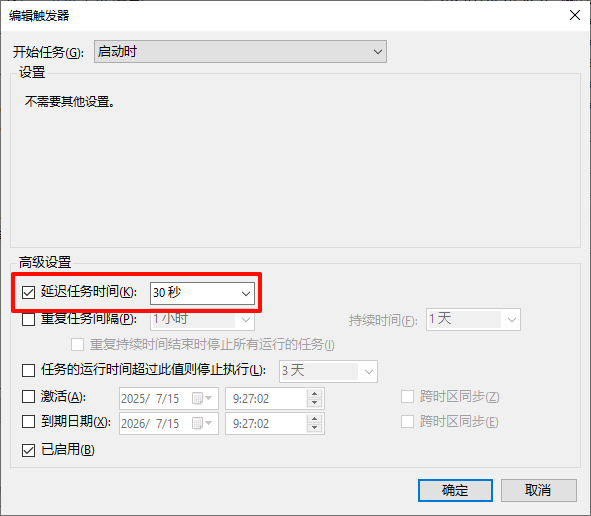 编辑触发器
开始任务(G): 启动时
设置
不需要其他设置。
高级设置
延迟任务时间(K): 30 秒
重复任务间隔(P): 1 小时 持续时间(F): 1 天
重复持续时间结束时停止所有运行的任务(I)
任务的运行时间超过此值则停止执行(L): 3 天
激活(A): 2025/ 7/15 9:27:02 跨时区同步(Z)
到期日期(X): 2026/ 7/15 9:27:02 跨时区同步(E)
已启用(B)
确定 取消